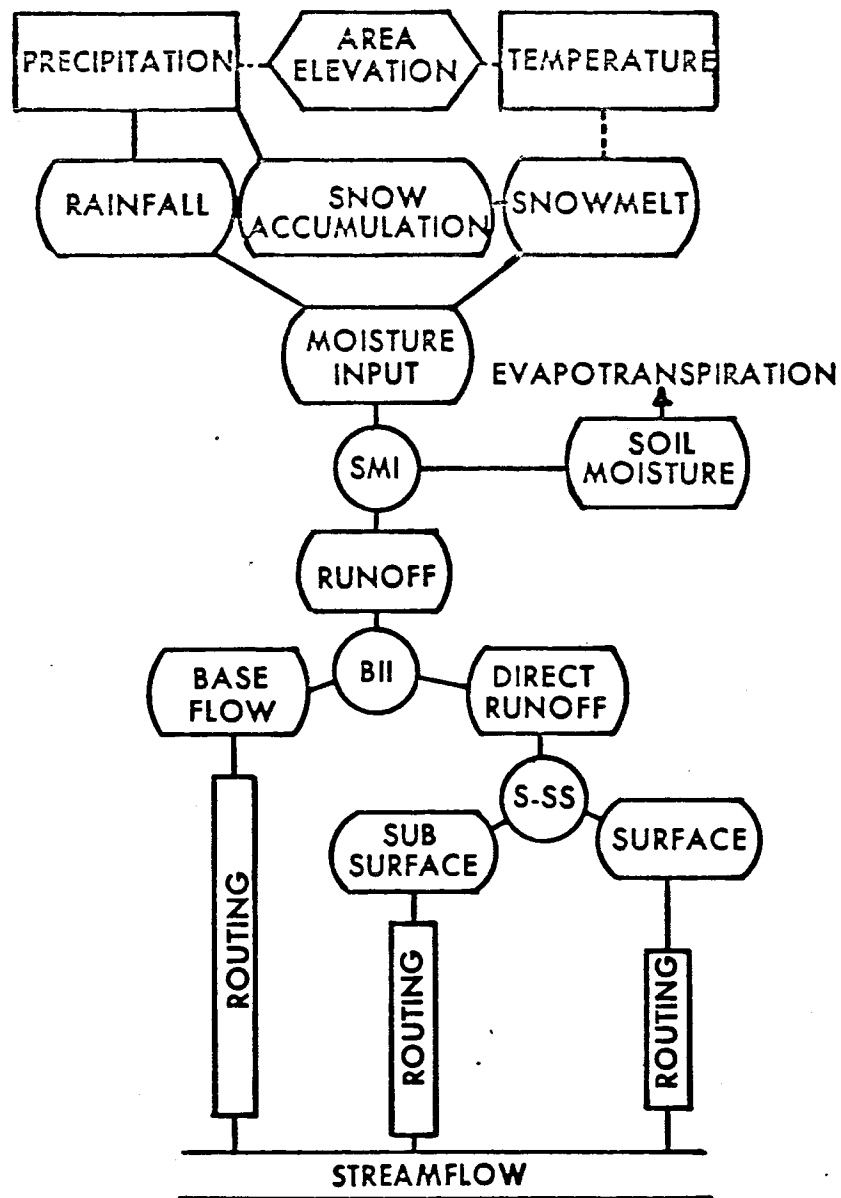 PRECIPITATION
AREA
ELEVATION
TEMPERATURE
RAINFALL
SNOW
ACCUMULATION
SNOWMELT
MOISTURE
INPUT
EVAPOTRANSPIRATION
SMI
SOIL
MOISTURE
RUNOFF
BASE
FLOW
BII
DIRECT
RUNOFF
S-SS
SUB
SURFACE
SURFACE
ROUTING
ROUTING
ROUTING
STREAMFLOW